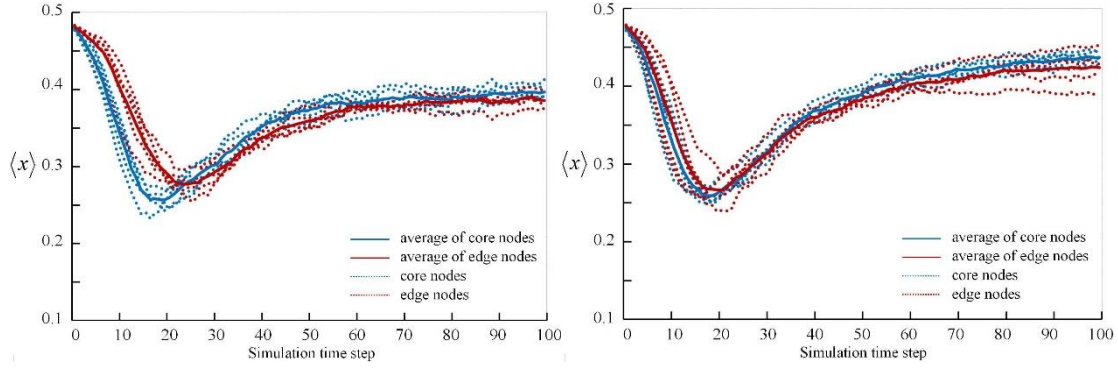 0.5
0.4
⟨x⟩ 0.3
0.2
0.1
average of core nodes
average of edge nodes
core nodes
edge nodes
0 10 20 30 40 50 60 70 80 90 100
Simulation time step
0.5
0.4
⟨x⟩ 0.3
0.2
0.1
average of core nodes
average of edge nodes
core nodes
edge nodes
0 10 20 30 40 50 60 70 80 90 100
Simulation time step